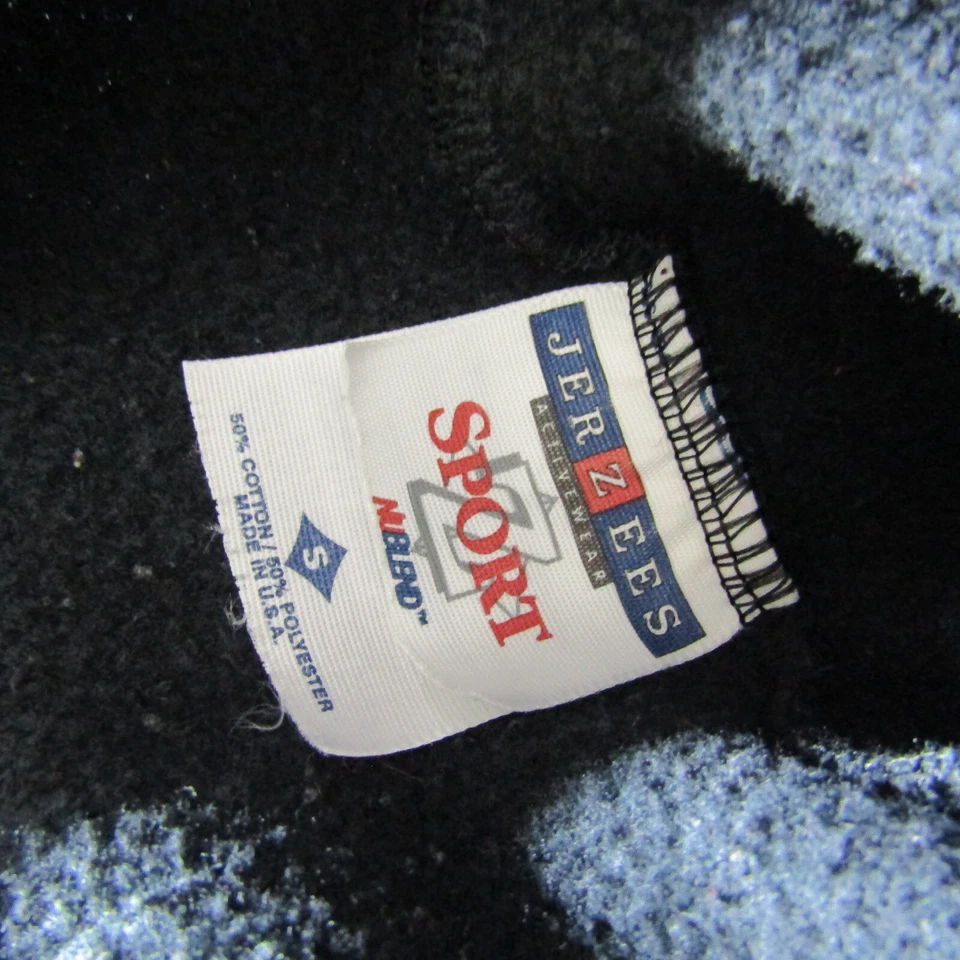 JERZEES
ACTIVEWEAR
Z
SPORT
NUBLEND™
S
50% COTTON / 50% POLYESTER
MADE IN U.S.A.